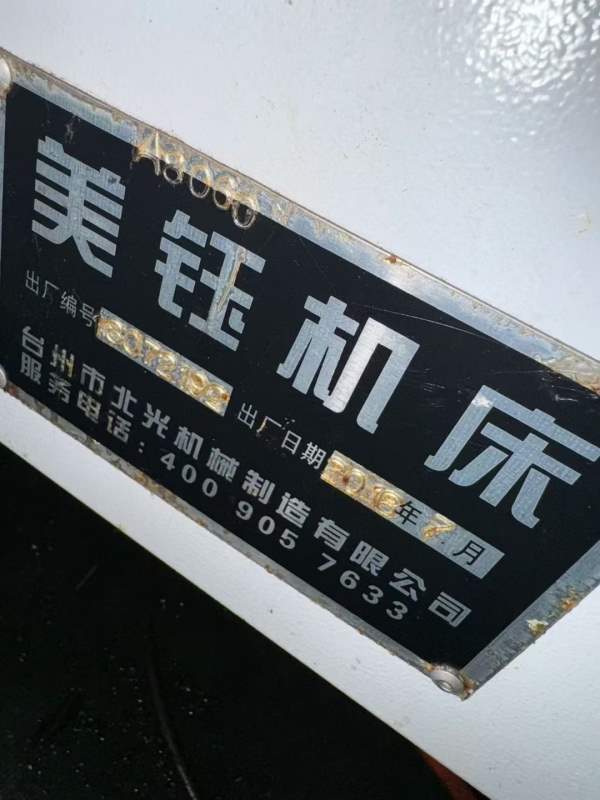 美钰机床
出厂编号 出厂日期 年7月
台州市北光机械制造有限公司
服务电话：400 905 7633